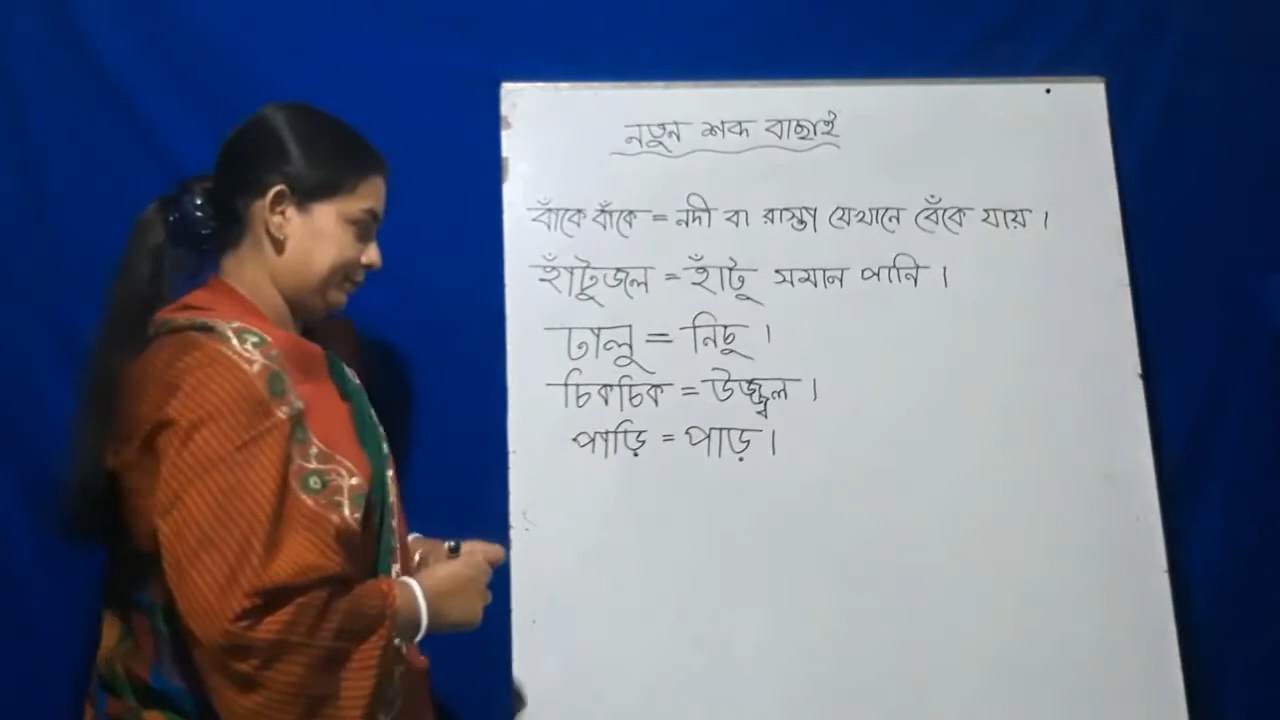 নতুন শব্দ বাছাই
বাঁকে বাঁকে = নদী বা রাস্তা যেখানে বেঁকে যায়।
হাঁটুজল = হাঁটু সমান পানি।
ঢালু = নিচু।
চিকচিক = উজ্জ্বল।
পাড়ি = পাড়।